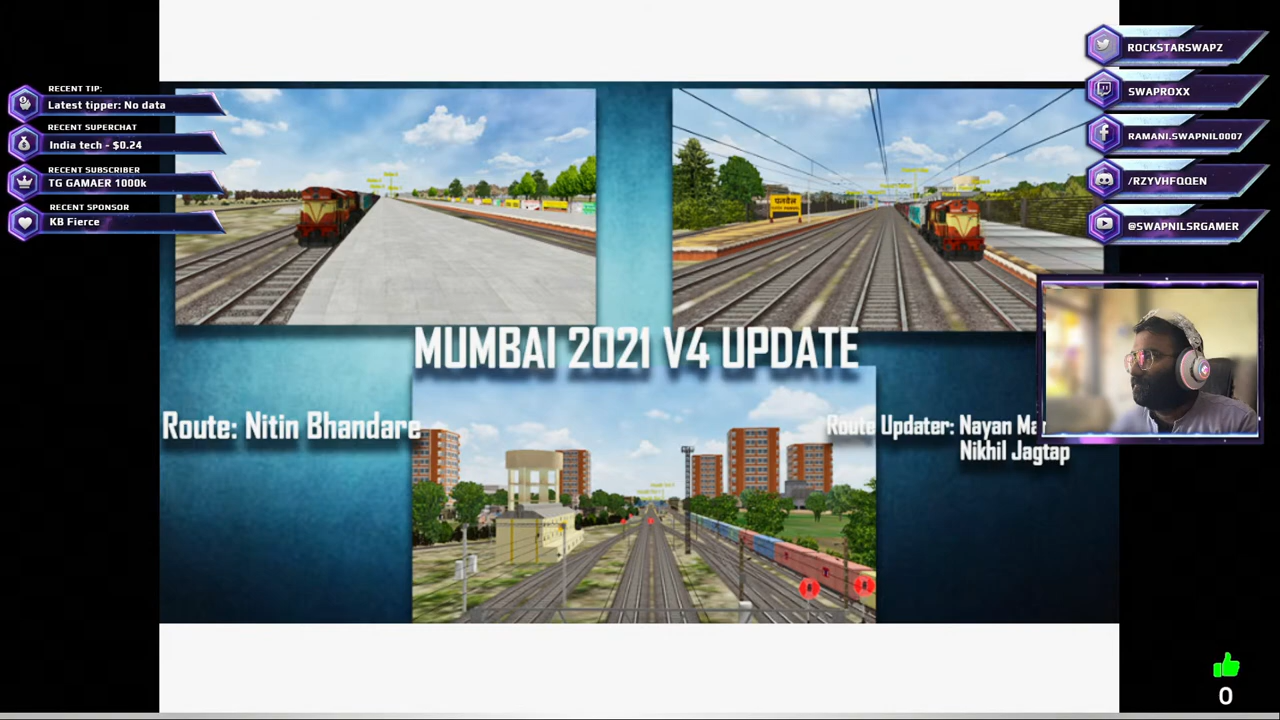 RECENT TIP:
Latest tipper: No data
RECENT SUPERCHAT
India tech - $0.24
RECENT SUBSCRIBER
TG GAMAER 1000k
RECENT SPONSOR
KB Fierce
ROCKSTARSWAPZ
SWAPROXX
RAMANI.SWAPNIL0007
/RZYVHFQQEN
@SWAPNILSRGAMER
पनवेल
MUMBAI 2021 V4 UPDATE
Route: Nitin Bhandare
Route Updater: Nayan
Nikhil Jagtap
0